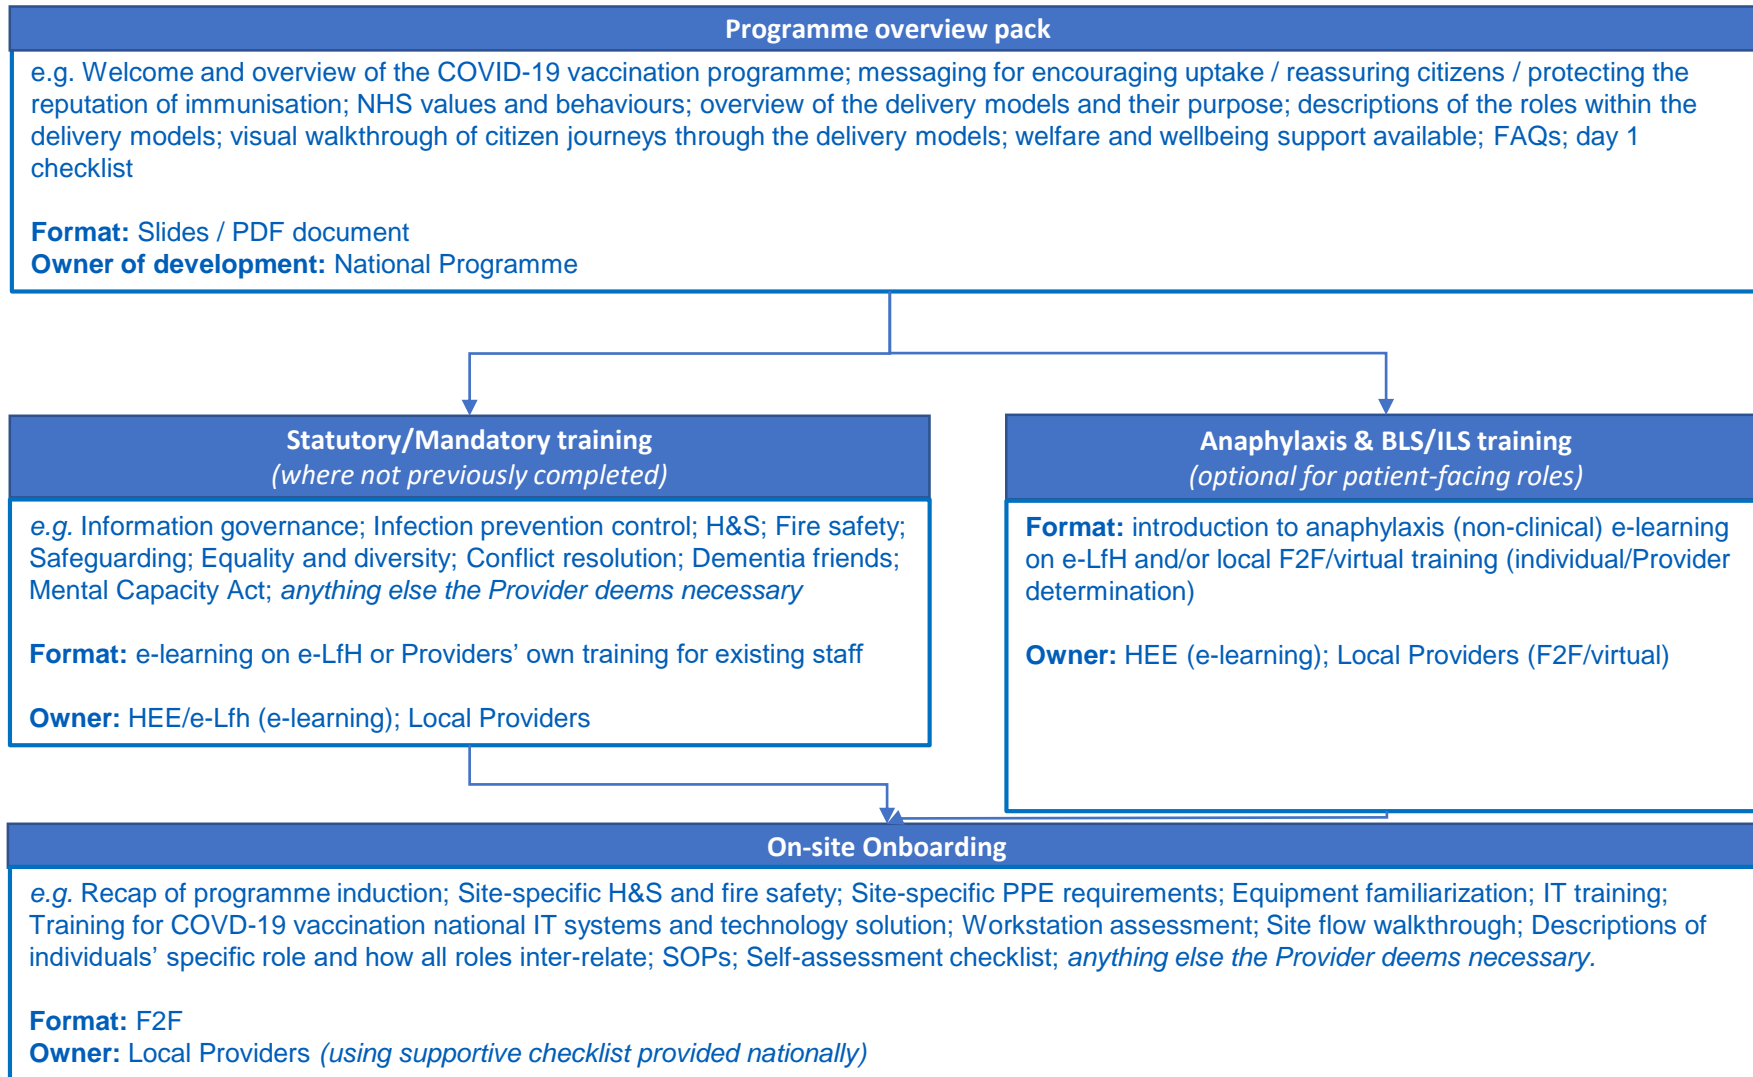 Programme overview pack
e.g. Welcome and overview of the COVID-19 vaccination programme; messaging for encouraging uptake / reassuring citizens / protecting the
reputation of immunisation; NHS values and behaviours; overview of the delivery models and their purpose; descriptions of the roles within the
delivery models; visual walkthrough of citizen journeys through the delivery models; welfare and wellbeing support available; FAQs; day 1
checklist
Format: Slides / PDF document
Owner of development: National Programme
Statutory/Mandatory training
(where not previously completed)
e.g. Information governance; Infection prevention control; H&S; Fire safety;
Safeguarding; Equality and diversity; Conflict resolution; Dementia friends;
Mental Capacity Act; anything else the Provider deems necessary
Format: e-learning on e-LfH or Providers’ own training for existing staff
Owner: HEE/e-Lfh (e-learning); Local Providers
Anaphylaxis & BLS/ILS training
(optional for patient-facing roles)
Format: introduction to anaphylaxis (non-clinical) e-learning
on e-LfH and/or local F2F/virtual training (individual/Provider
determination)
Owner: HEE (e-learning); Local Providers (F2F/virtual)
On-site Onboarding
e.g. Recap of programme induction; Site-specific H&S and fire safety; Site-specific PPE requirements; Equipment familiarization; IT training;
Training for COVD-19 vaccination national IT systems and technology solution; Workstation assessment; Site flow walkthrough; Descriptions of
individuals’ specific role and how all roles inter-relate; SOPs; Self-assessment checklist; anything else the Provider deems necessary.
Format: F2F
Owner: Local Providers (using supportive checklist provided nationally)